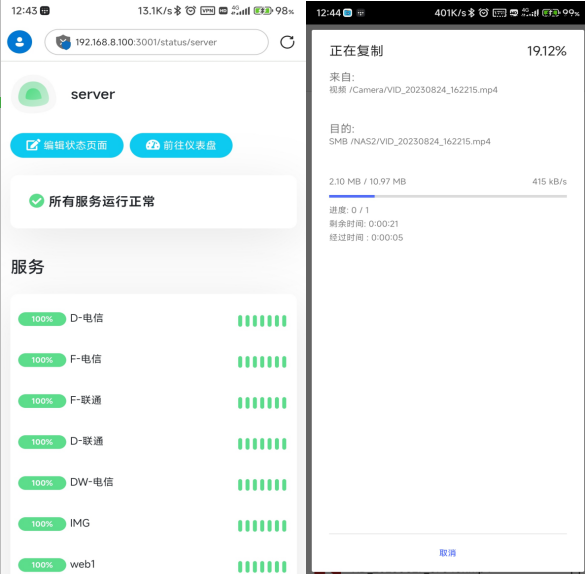 12:43
13.1K/s
VPN
HD
4G
98%
192.168.8.100:3001/status/server
server
编辑状态页面
前往仪表盘
所有服务运行正常
服务
100% D-电信
100% F-电信
100% F-联通
100% D-联通
100% DW-电信
100% IMG
100% web1
12:44
401K/s
4G
99%
正在复制
19.12%
来自:
视频 /Camera/VID_20230824_162215.mp4
目的:
SMB /NAS2/VID_20230824_162215.mp4
2.10 MB / 10.97 MB
415 kB/s
进度: 0 / 1
剩余时间: 0:00:21
经过时间 : 0:00:05
取消